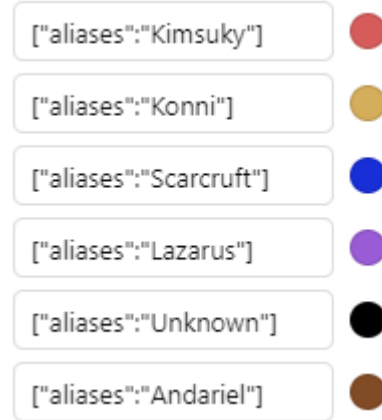 ["aliases":"Kimsuky"]
["aliases":"Konni"]
["aliases":"Scarcruft"]
["aliases":"Lazarus"]
["aliases":"Unknown"]
["aliases":"Andariel"]